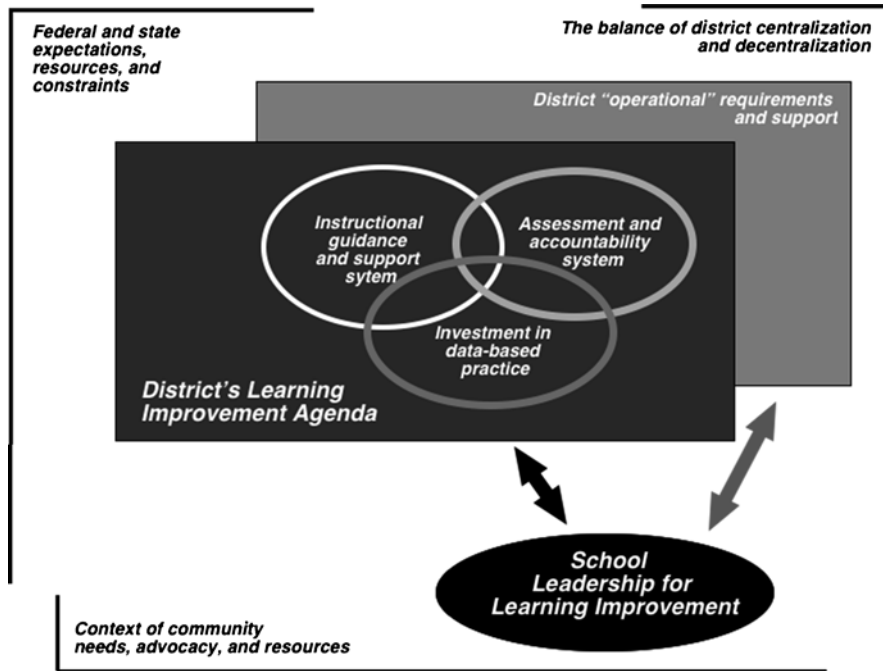 Federal and state
expectations,
resources, and
constraints
The balance of district centralization
and decentralization
District “operational” requirements
and support
Instructional
guidance
and support
sytem
Assessment and
accountability
system
Investment in
data-based
practice
District’s Learning
Improvement Agenda
School
Leadership for
Learning Improvement
Context of community
needs, advocacy, and resources